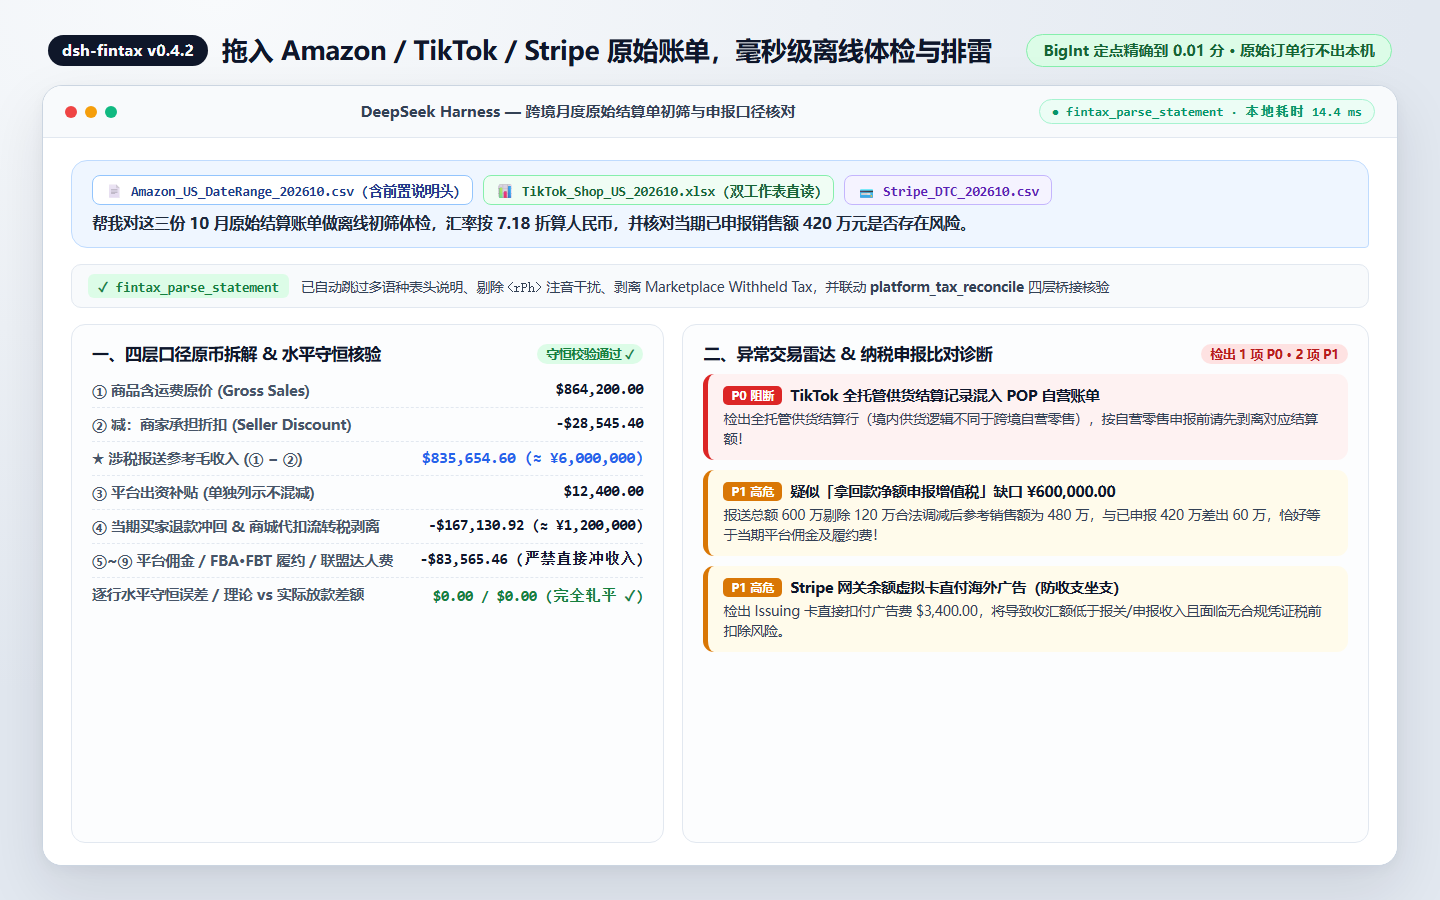 dsh-fintax v0.4.2
拖入 Amazon / TikTok / Stripe 原始账单，毫秒级离线体检与排雷
BigInt 定点精确到 0.01 分 • 原始订单行不出本机
DeepSeek Harness — 跨境月度原始结算单初筛与申报口径核对
● fintax_parse_statement · 本地耗时 14.4 ms
Amazon_US_DateRange_202610.csv (含前置说明头)
TikTok_Shop_US_202610.xlsx (双工作表直读)
Stripe_DTC_202610.csv
帮我对这三份 10 月原始结算账单做离线初筛体检，汇率按 7.18 折算人民币，并核对当期已申报销售额 420 万元是否存在风险。
✓ fintax_parse_statement
已自动跳过多语种表头说明、剔除 <rPh> 注音干扰、剥离 Marketplace Withheld Tax，并联动 platform_tax_reconcile 四层桥接核验
一、四层口径原币拆解 & 水平守恒核验
守恒校验通过 ✓
① 商品含运费原价 (Gross Sales)
$864,200.00
② 减：商家承担折扣 (Seller Discount)
-$28,545.40
★ 涉税报送参考毛收入 (① − ②)
$835,654.60 (≈ ¥6,000,000)
③ 平台出资补贴 (单独列示不混减)
$12,400.00
④ 当期买家退款冲回 & 商城代扣流转税剥离
-$167,130.92 (≈ ¥1,200,000)
⑤~⑨ 平台佣金 / FBA•FBT 履约 / 联盟达人费
-$83,565.46 (严禁直接冲收入)
逐行水平守恒误差 / 理论 vs 实际放款差额
$0.00 / $0.00 (完全轧平 ✓)
二、异常交易雷达 & 纳税申报比对诊断
检出 1 项 P0 • 2 项 P1
P0 阻断
TikTok 全托管供货结算记录混入 POP 自营账单
检出全托管供货结算行（境内供货逻辑不同于跨境自营零售），按自营零售申报前请先剥离对应结算
额！
P1 高危
疑似「拿回款净额申报增值税」缺口 ¥600,000.00
报送总额 600 万剔除 120 万合法调减后参考销售额为 480 万，与已申报 420 万差出 60 万，恰好等
于当期平台佣金及履约费！
P1 高危
Stripe 网关余额虚拟卡直付海外广告（防收支坐支）
检出 Issuing 卡直接扣付广告费 $3,400.00，将导致收汇额低于报关/申报收入且面临无合规凭证税前
扣除风险。